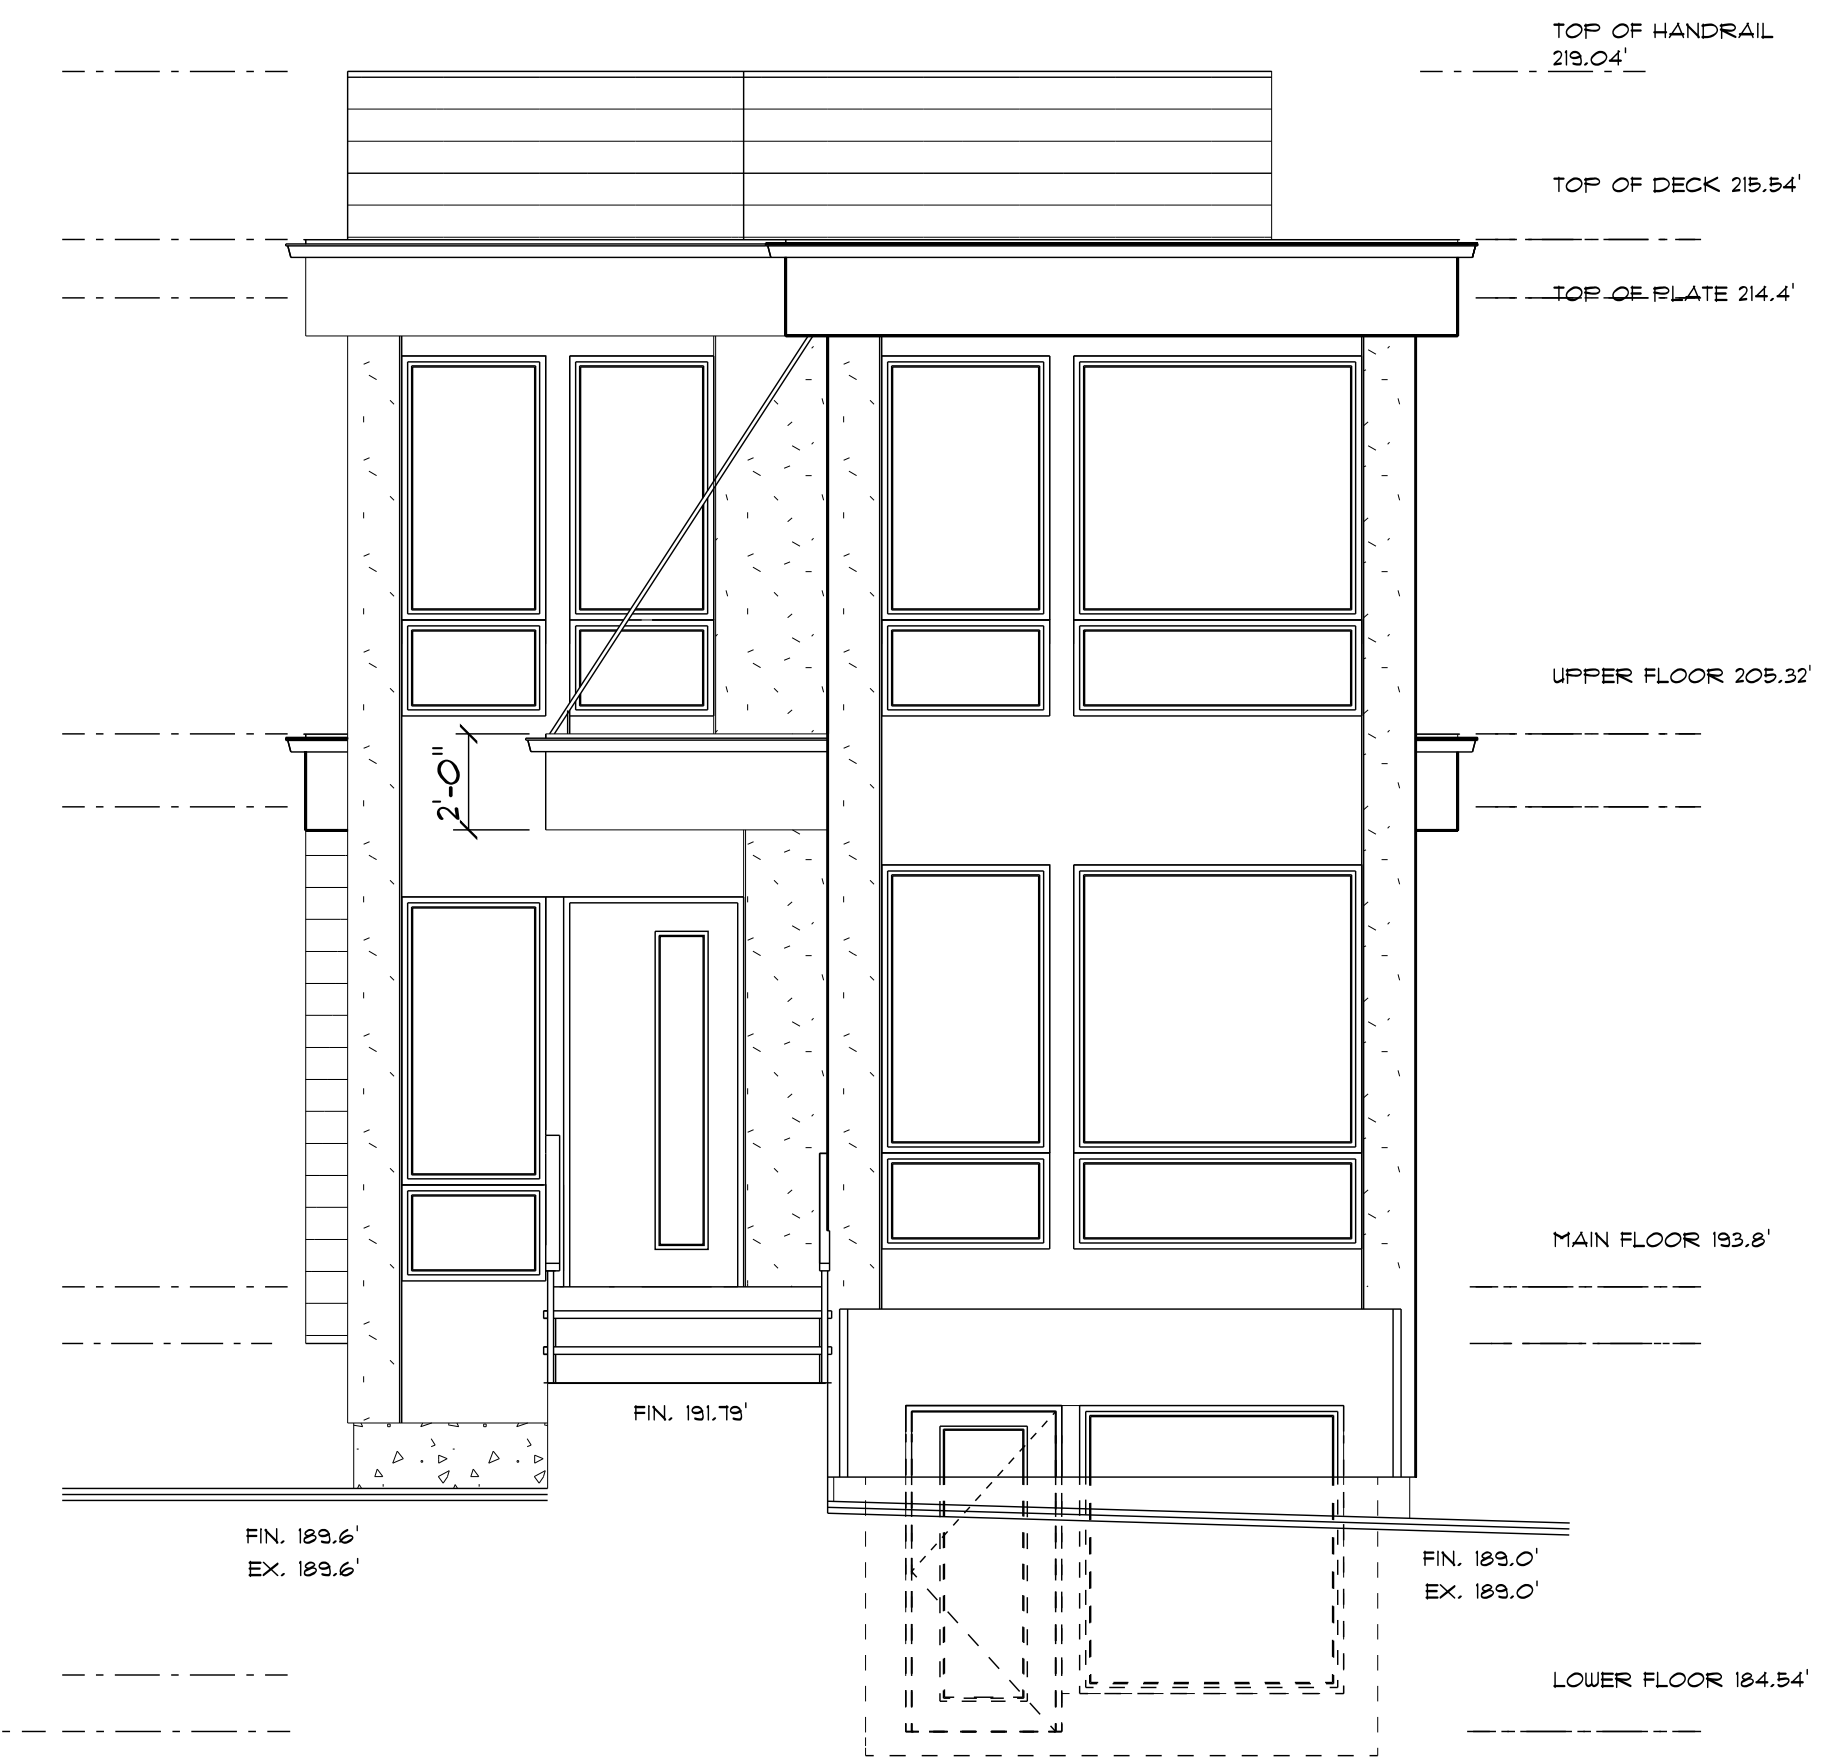 TOP OF HANDRAIL
219.04'
TOP OF DECK 215.54'
TOP OF PLATE 214.4'
UPPER FLOOR 205.32'
2'-0"
MAIN FLOOR 193.8'
FIN. 191.79'
FIN. 189.6'
EX. 189.6'
FIN. 189.0'
EX. 189.0'
LOWER FLOOR 184.54'